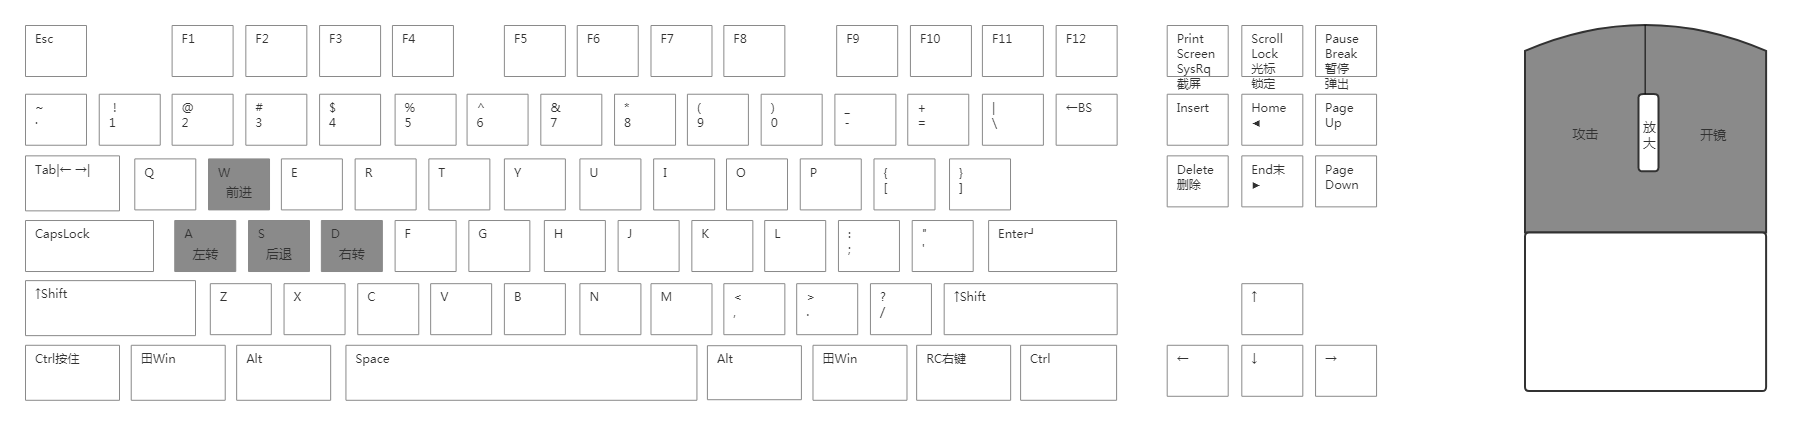 Esc
F1
F2
F3
F4
F5
F6
F7
F8
F9
F10
F11
F12
Print
Screen
SysRq
截屏
Scroll
Lock
光标
锁定
Pause
Break
暂停
弹出
~
·
!
1
@
2
#
3
$
4
%
5
^
6
&
7
*
8
(
9
)
0
_
-
+
=
|
\
←BS
Insert
Home
◄
Page
Up
Tab|← →|
Q
W
前进
E
R
T
Y
U
I
O
P
{
[
}
]
Delete
删除
End末
►
Page
Down
CapsLock
A
左转
S
后退
D
右转
F
G
H
J
K
L
:
;
"
'
Enter┘
↑Shift
Z
X
C
V
B
N
M
<
,
>
.
?
/
↑Shift
↑
Ctrl按住
田Win
Alt
Space
Alt
田Win
RC右键
Ctrl
←
↓
→
攻击
放
大
开镜